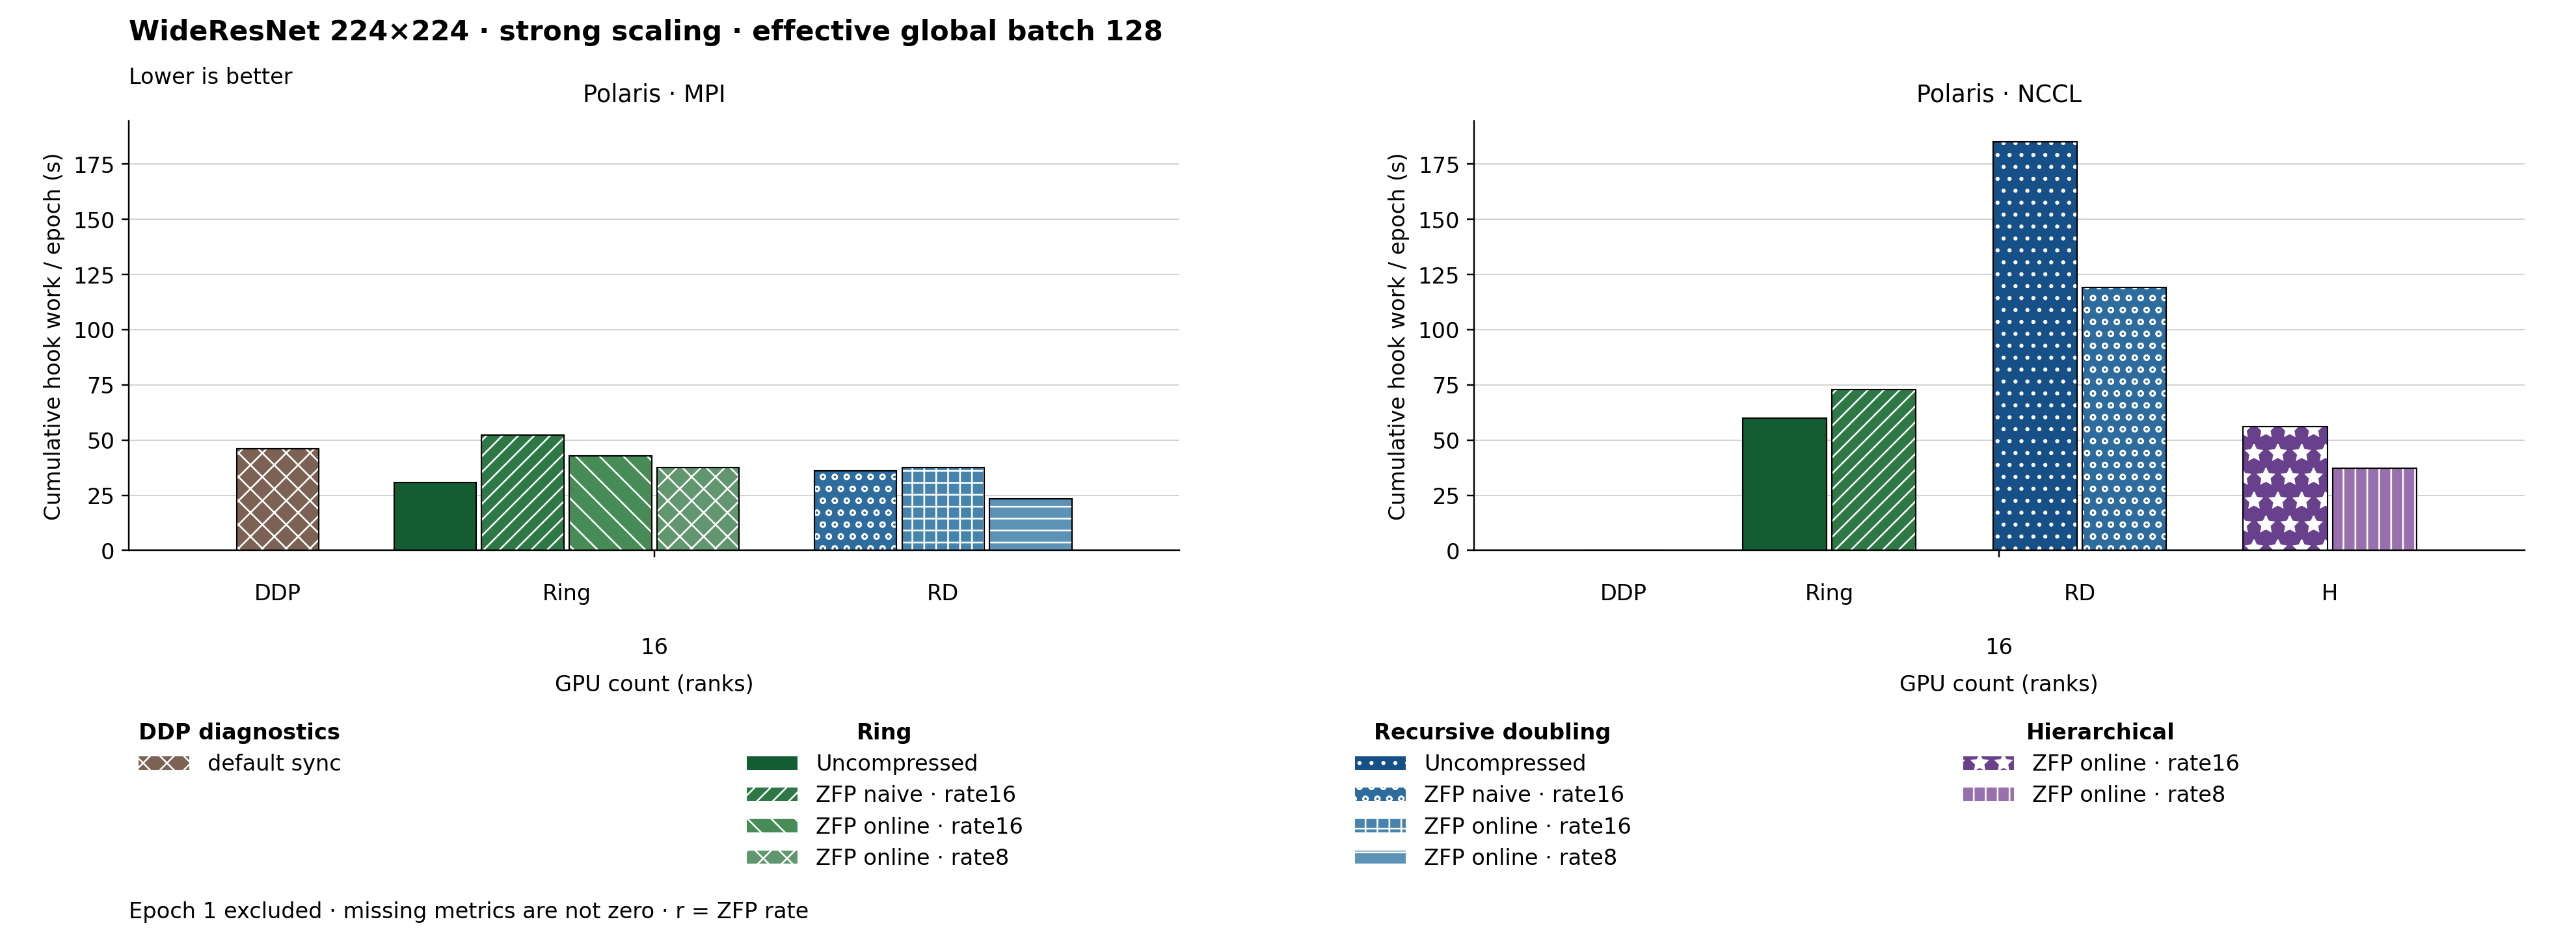 WideResNet 224×224 · strong scaling · effective global batch 128
Lower is better
Polaris · MPI
Cumulative hook work / epoch (s)
175
150
125
100
75
50
25
0
DDP
Ring
RD
16
GPU count (ranks)
Polaris · NCCL
Cumulative hook work / epoch (s)
175
150
125
100
75
50
25
0
DDP
Ring
RD
H
16
GPU count (ranks)
DDP diagnostics
default sync
Ring
Uncompressed
ZFP naive · rate16
ZFP online · rate16
ZFP online · rate8
Recursive doubling
Uncompressed
ZFP naive · rate16
ZFP online · rate16
ZFP online · rate8
Hierarchical
ZFP online · rate16
ZFP online · rate8
Epoch 1 excluded · missing metrics are not zero · r = ZFP rate